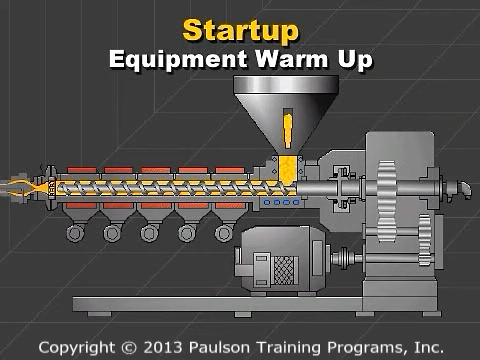 Startup
Equipment Warm Up
Copyright © 2013 Paulson Training Programs, Inc.